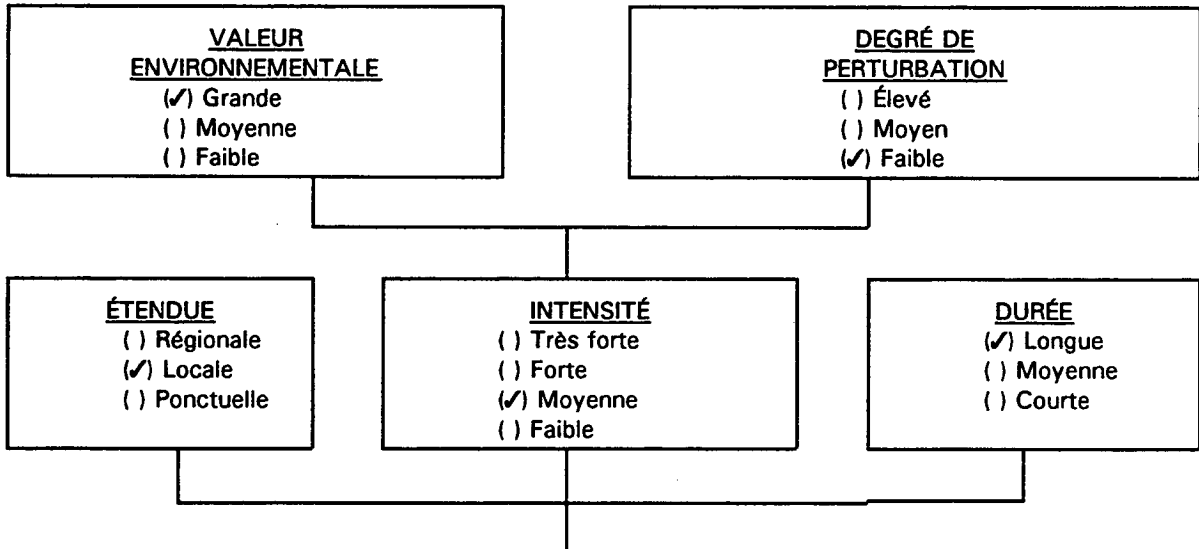 VALEUR
ENVIRONNEMENTALE
(✓) Grande
( ) Moyenne
( ) Faible
DEGRÉ DE
PERTURBATION
( ) Élevé
( ) Moyen
(✓) Faible
ÉTENDUE
( ) Régionale
(✓) Locale
( ) Ponctuelle
INTENSITÉ
( ) Très forte
( ) Forte
(✓) Moyenne
( ) Faible
DURÉE
(✓) Longue
( ) Moyenne
( ) Courte